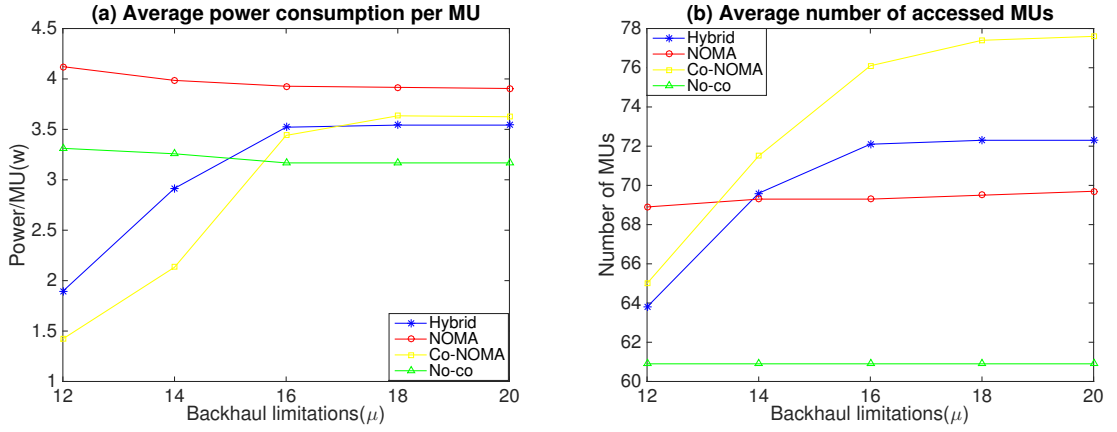 (a) Average power consumption per MU
4.5
4
3.5
3
2.5
2
1.5
1
Power/MU(w)
12
14
16
18
20
Backhaul limitations(μ)
Hybrid
NOMA
Co-NOMA
No-co
(b) Average number of accessed MUs
78
76
74
72
70
68
66
64
62
60
Number of MUs
12
14
16
18
20
Backhaul limitations(μ)
Hybrid
NOMA
Co-NOMA
No-co